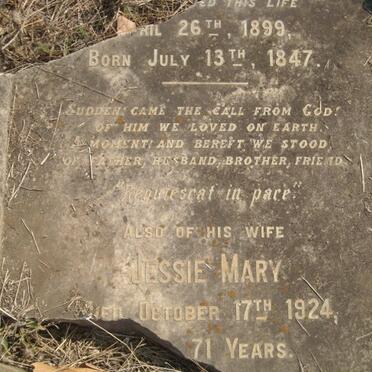 THIS LIFE
26TH, 1899,
BORN JULY 13TH, 1847.
SUDDEN! CAME THE CALL FROM GOD!
OF HIM WE LOVED ON EARTH.
MOMENT! AND BEREFT WE STOOD,
OF FATHER, HUSBAND, BROTHER, FRIEND
"Requiescat in pace."
ALSO OF HIS WIFE
JESSIE MARY
OCTOBER 17TH 1924,
71 YEARS.